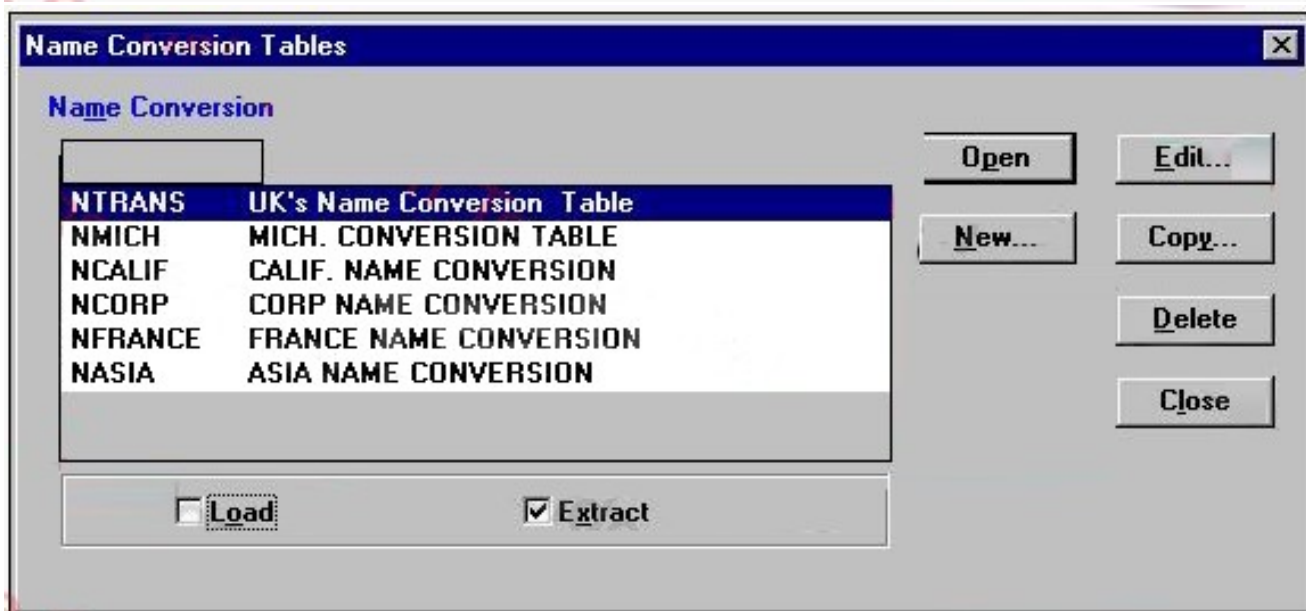 Name Conversion Tables
Name Conversion
Open Edit...
NTRANS UK's Name Conversion Table
NMICH MICH. CONVERSION TABLE
New... Copy...
NCALIF CALIF. NAME CONVERSION
NCORP CORP NAME CONVERSION
Delete
NFRANCE FRANCE NAME CONVERSION
NASIA ASIA NAME CONVERSION
Close
Load Extract